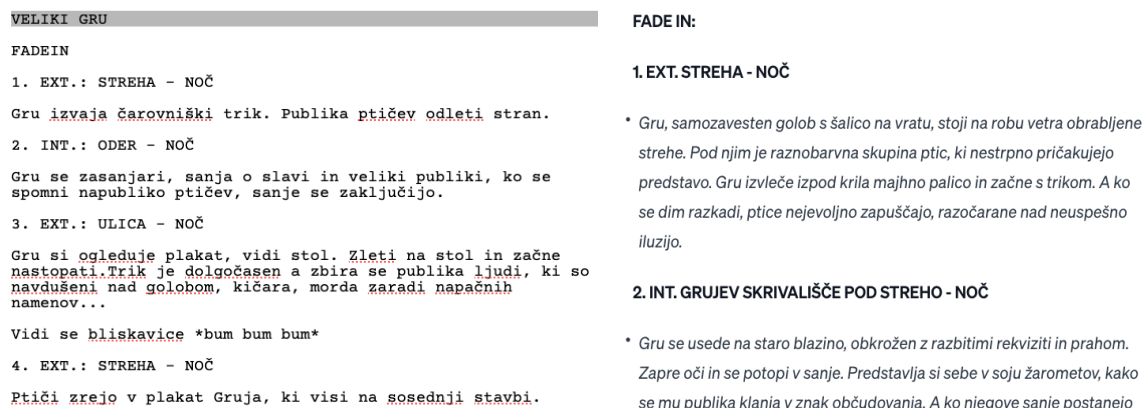 VELIKI GRU
FADEIN
1. EXT.: STREHA – NOČ
Gru izvaja čarovniški trik. Publika ptičev odleti stran.
2. INT.: ODER – NOČ
Gru se zasanjari, sanja o slavi in veliki publiki, ko se
spomni napubliko ptičev, sanje se zaključijo.
3. EXT.: ULICA – NOČ
Gru si ogleduje plakat, vidi stol. Zleti na stol in začne
nastopati.Trik je dolgočasen a zbira se publika ljudi, ki so
navdušeni nad golobom, kičara, morda zaradi napačnih
namenov...
Vidi se bliskavice *bum bum bum*
4. EXT.: STREHA – NOČ
Ptiči zrejo v plakat Gruja, ki visi na sosednji stavbi.
FADE IN:
1. EXT. STREHA - NOČ
• Gru, samozavesten golob s šalico na vratu, stoji na robu vetra obrabljene
strehe. Pod njim je raznobarvna skupina ptic, ki nestrpno pričakujejo
predstavo. Gru izvleče izpod krila majhno palico in začne s trikom. A ko
se dim razkadi, ptice nejevoljno zapuščajo, razočarane nad neuspešno
iluzijo.
2. INT. GRUJEV SKRIVALIŠČE POD STREHO - NOČ
• Gru se usede na staro blazino, obkrožen z razbitimi rekviziti in prahom.
Zapre oči in se potopi v sanje. Predstavlja si sebe v soju žarometov, kako
se mu publika klanja v znak občudovanja. A ko njegove sanje postanejo